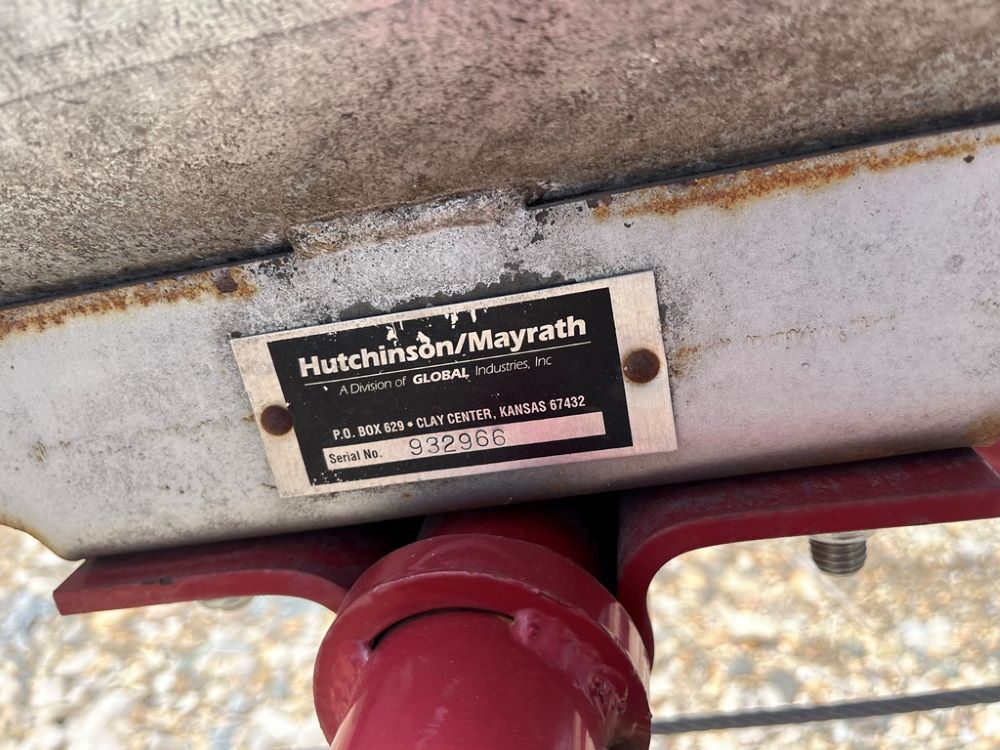 Hutchinson/Mayrath
A Division of GLOBAL Industries, Inc
P.O. BOX 629 • CLAY CENTER, KANSAS 67432
Serial No. 932966